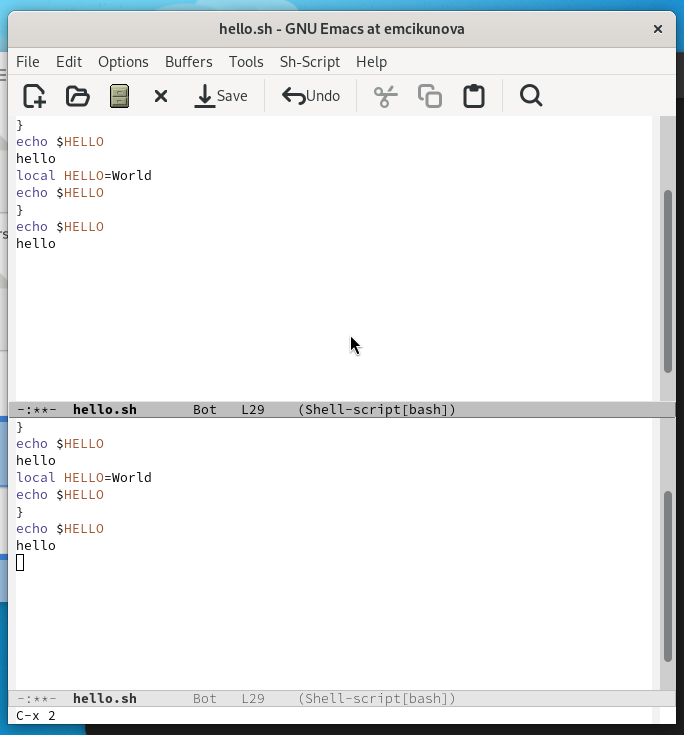 hello.sh - GNU Emacs at emcikunova
File Edit Options Buffers Tools Sh-Script Help
Save Undo
}
echo $HELLO
hello
local HELLO=World
echo $HELLO
}
echo $HELLO
hello
-:**- hello.sh Bot L29 (Shell-script[bash])
}
echo $HELLO
hello
local HELLO=World
echo $HELLO
}
echo $HELLO
hello
-:**- hello.sh Bot L29 (Shell-script[bash])
C-x 2